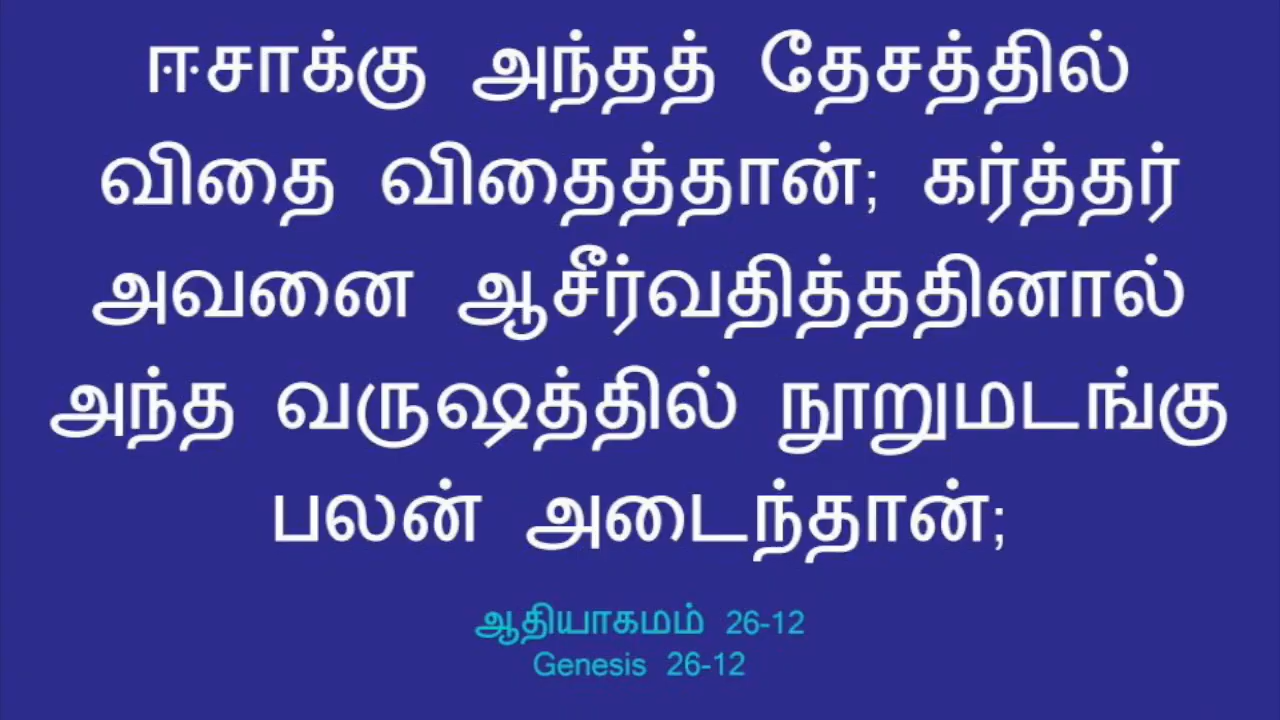 ஈசாக்கு அந்தத் தேசத்தில்
விதை விதைத்தான்; கர்த்தர்
அவனை ஆசீர்வதித்ததினால்
அந்த வருஷத்தில் நூறுமடங்கு
பலன் அடைந்தான்;
ஆதியாகமம் 26-12
Genesis 26-12